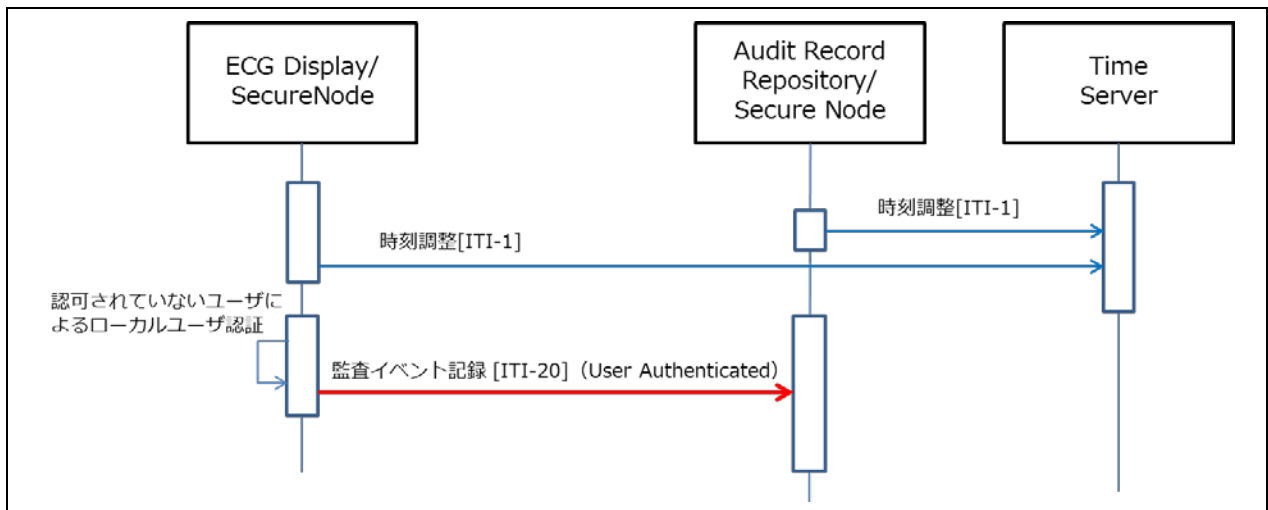 ECG Display/
SecureNode
Audit Record
Repository/
Secure Node
Time
Server
時刻調整[ITI-1]
時刻調整[ITI-1]
認可されていないユーザに
よるローカルユーザ認証
監査イベント記録 [ITI-20]（User Authenticated）